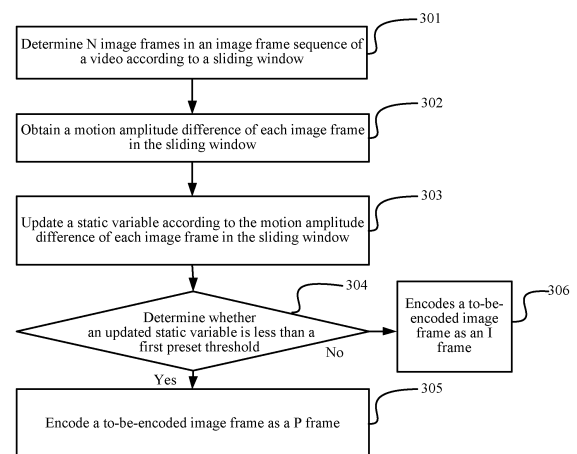 301
Determine N image frames in an image frame sequence of
a video according to a sliding window
302
Obtain a motion amplitude difference of each image frame
in the sliding window
303
Update a static variable according to the motion amplitude
difference of each image frame in the sliding window
304
Determine whether
an updated static variable is less than a
first preset threshold
No
306
Encodes a to-be-
encoded image
frame as an I
frame
Yes
305
Encode a to-be-encoded image frame as a P frame